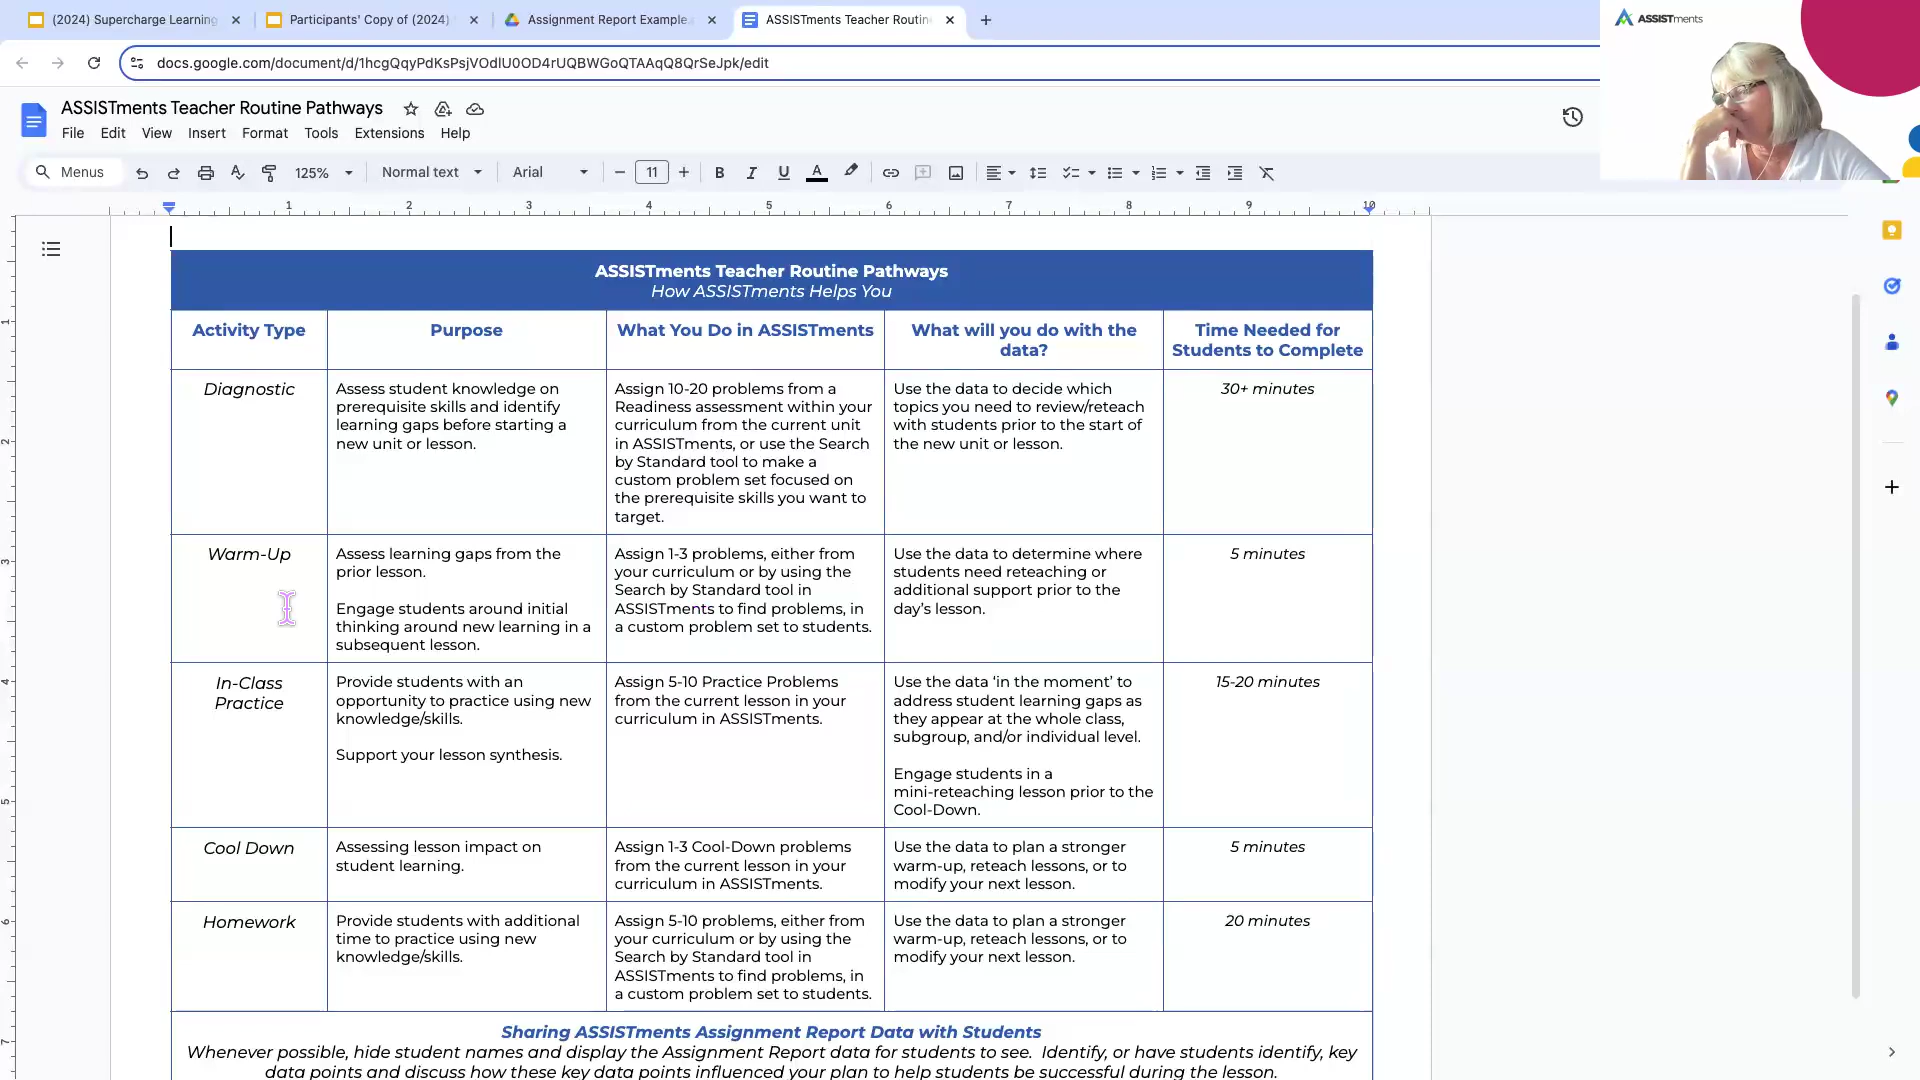 (2024) Supercharge Learning
Participants' Copy of (2024)
Assignment Report Example.
ASSISTments Teacher Routin
ASSISTments
docs.google.com/document/d/1hcgQqyPdKsPsjVOdlU0OD4rUQBWGoQTAAqQ8QrSeJpk/edit
ASSISTments Teacher Routine Pathways
File Edit View Insert Format Tools Extensions Help
Menus 125% Normal text Arial 11
1 2 3 4 5 6 7 8 9 10
ASSISTments Teacher Routine Pathways
How ASSISTments Helps You
Activity Type
Purpose
What You Do in ASSISTments
What will you do with the
data?
Time Needed for
Students to Complete
Diagnostic
Assess student knowledge on
prerequisite skills and identify
learning gaps before starting a
new unit or lesson.
Assign 10-20 problems from a
Readiness assessment within your
curriculum from the current unit
in ASSISTments, or use the Search
by Standard tool to make a
custom problem set focused on
the prerequisite skills you want to
target.
Use the data to decide which
topics you need to review/reteach
with students prior to the start of
the new unit or lesson.
30+ minutes
Warm-Up
Assess learning gaps from the
prior lesson.
Engage students around initial
thinking around new learning in a
subsequent lesson.
Assign 1-3 problems, either from
your curriculum or by using the
Search by Standard tool in
ASSISTments to find problems, in
a custom problem set to students.
Use the data to determine where
students need reteaching or
additional support prior to the
day's lesson.
5 minutes
In-Class
Practice
Provide students with an
opportunity to practice using new
knowledge/skills.
Support your lesson synthesis.
Assign 5-10 Practice Problems
from the current lesson in your
curriculum in ASSISTments.
Use the data ‘in the moment’ to
address student learning gaps as
they appear at the whole class,
subgroup, and/or individual level.
Engage students in a
mini-reteaching lesson prior to the
Cool-Down.
15-20 minutes
Cool Down
Assessing lesson impact on
student learning.
Assign 1-3 Cool-Down problems
from the current lesson in your
curriculum in ASSISTments.
Use the data to plan a stronger
warm-up, reteach lessons, or to
modify your next lesson.
5 minutes
Homework
Provide students with additional
time to practice using new
knowledge/skills.
Assign 5-10 problems, either from
your curriculum or by using the
Search by Standard tool in
ASSISTments to find problems, in
a custom problem set to students.
Use the data to plan a stronger
warm-up, reteach lessons, or to
modify your next lesson.
20 minutes
Sharing ASSISTments Assignment Report Data with Students
Whenever possible, hide student names and display the Assignment Report data for students to see. Identify, or have students identify, key
data points and discuss how these key data points influenced your plan to help students be successful during the lesson.
1
2
3
4
5
6
7